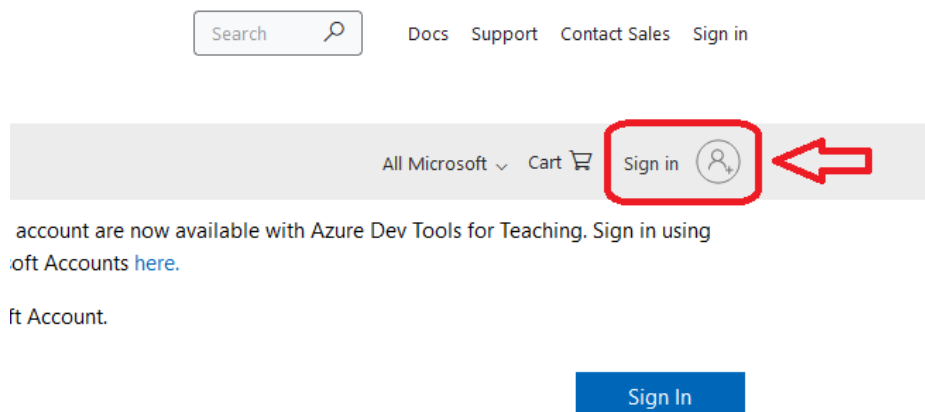 Search Docs Support Contact Sales Sign in
All Microsoft Cart Sign in
account are now available with Azure Dev Tools for Teaching. Sign in using
oft Accounts here.
ft Account.
Sign In